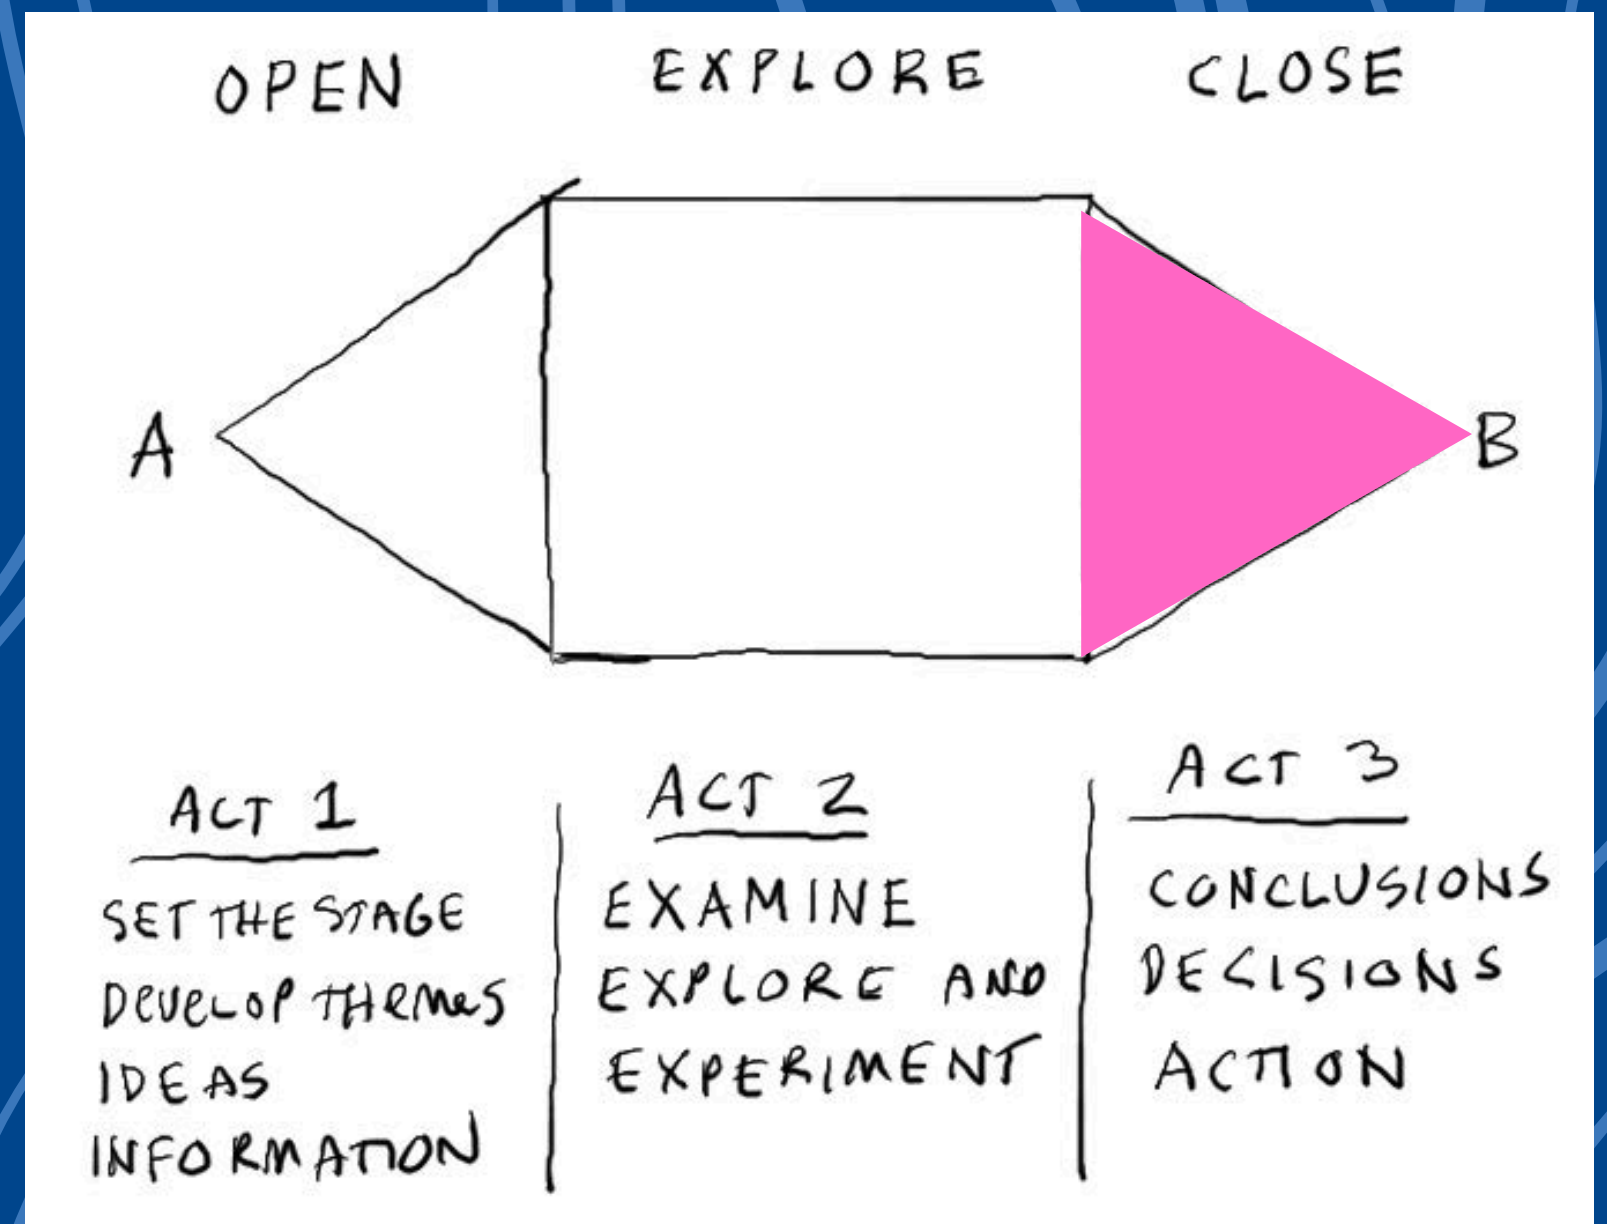 OPEN EXPLORE CLOSE
A B
ACT 1
SET THE STAGE
DEVELOP THEMES
IDEAS
INFORMATION
ACT 2
EXAMINE
EXPLORE AND
EXPERIMENT
ACT 3
CONCLUSIONS
DECISIONS
ACTION